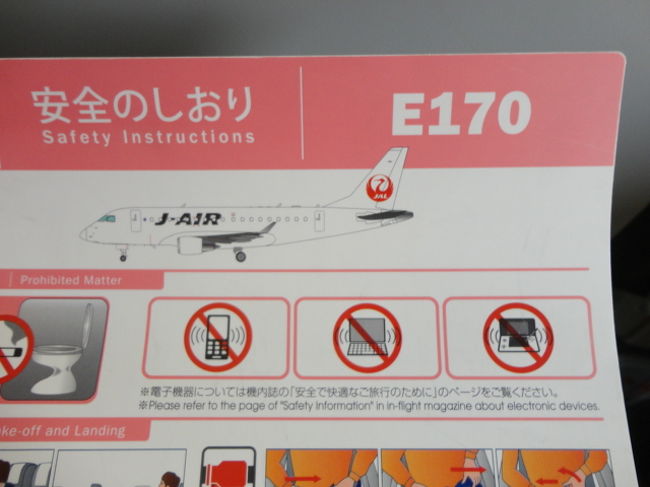 安全のしおり
Safety Instructions
E170
J-AIR
JAL
Prohibited Matter
※電子機器については機内誌の「安全で快適なご旅行のために」のページをご覧ください。
※Please refer to the page of "Safety Information" in in-flight magazine about electronic devices.
ke-off and Landing